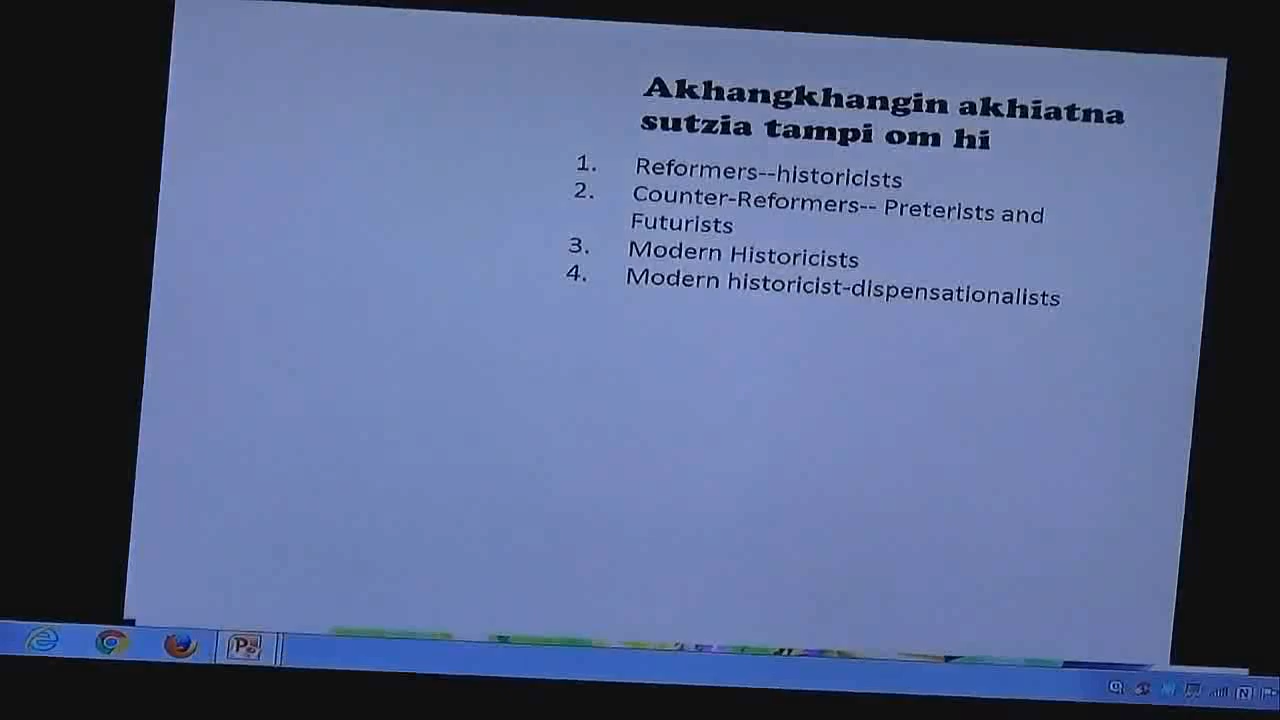 Akhangkhangin akhiatna
sutzia tampi om hi
1. Reformers--historicists
2. Counter-Reformers-- Preterists and
Futurists
3. Modern Historicists
4. Modern historicist-dispensationalists